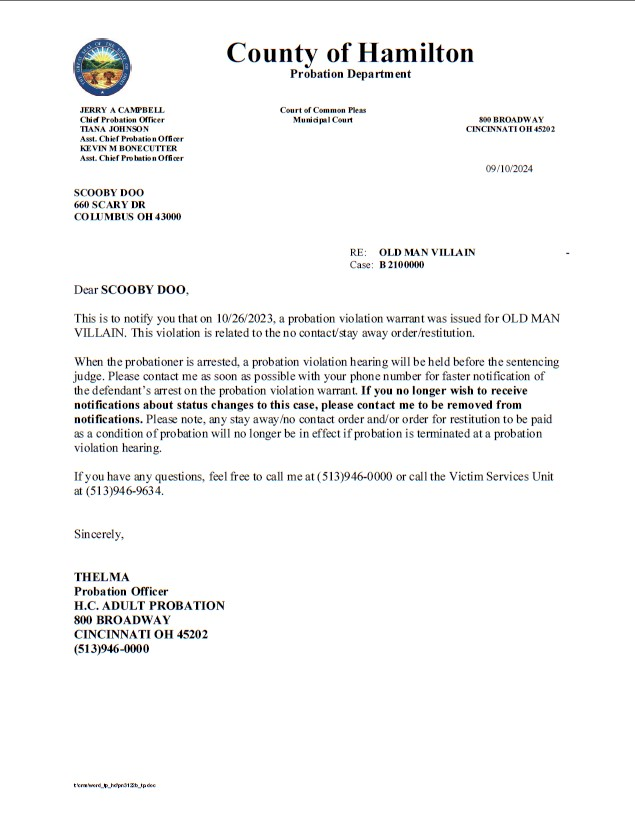 County of Hamilton
Probation Department
JERRY A CAMPBELL
Chief Probation Officer
TIANA JOHNSON
Asst. Chief Probation Officer
KEVIN M BONECUTTER
Asst. Chief Probation Officer
Court of Common Pleas
Municipal Court
800 BROADWAY
CINCINNATI OH 45202
09/10/2024
SCOOBY DOO
660 SCARY DR
COLUMBUS OH 43000
RE: OLD MAN VILLAIN -
Case: B 2100000
Dear SCOOBY DOO,
This is to notify you that on 10/26/2023, a probation violation warrant was issued for OLD MAN
VILLAIN. This violation is related to the no contact/stay away order/restitution.
When the probationer is arrested, a probation violation hearing will be held before the sentencing
judge. Please contact me as soon as possible with your phone number for faster notification of
the defendant's arrest on the probation violation warrant. If you no longer wish to receive
notifications about status changes to this case, please contact me to be removed from
notifications. Please note, any stay away/no contact order and/or order for restitution to be paid
as a condition of probation will no longer be in effect if probation is terminated at a probation
violation hearing.
If you have any questions, feel free to call me at (513)946-0000 or call the Victim Services Unit
at (513)946-9634.
Sincerely,
THELMA
Probation Officer
H.C. ADULT PROBATION
800 BROADWAY
CINCINNATI OH 45202
(513)946-0000